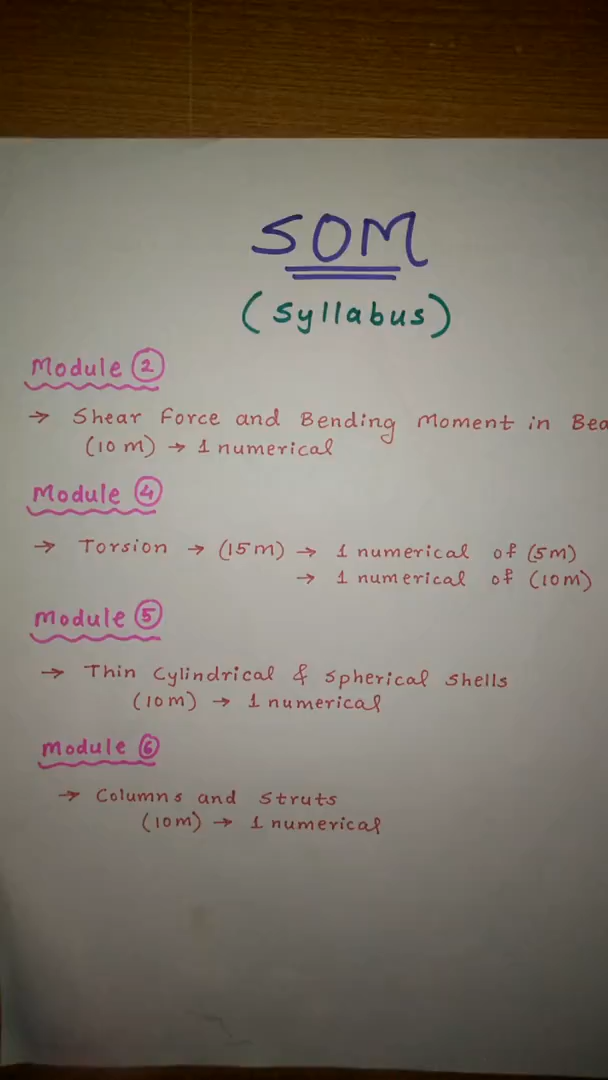 SOM
(Syllabus)
Module 2
→ Shear Force and Bending Moment in
(10 m) → 1 numerical
Module 4
→ Torsion → (15m) → 1 numerical of (5m)
→ 1 numerical of (10m)
Module 5
→ Thin Cylindrical & Spherical Shells
(10m) → 1 numerical
Module 6
→ Columns and Struts
(10m) → 1 numerical